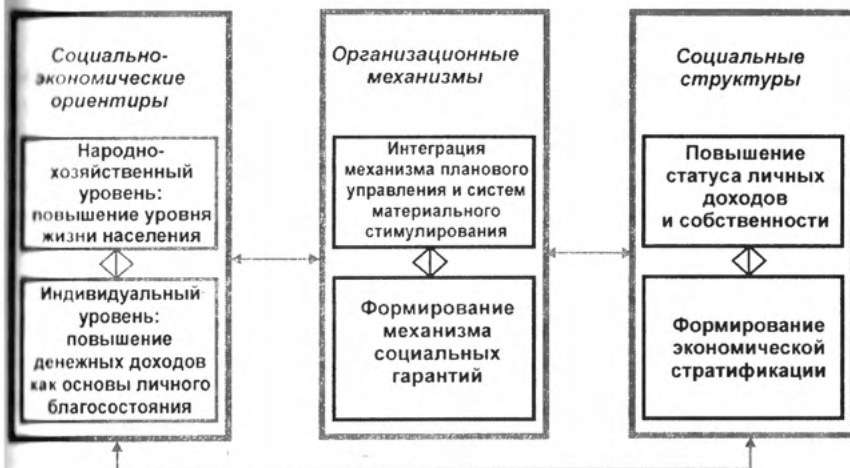 Социально-
экономические
ориентиры
Народно-
хозяйственный
уровень:
повышение уровня
жизни населения
Индивидуальный
уровень:
повышение
денежных доходов
как основы личного
благосостояния
Организационные
механизмы
Интеграция
механизма планового
управления и систем
материального
стимулирования
Формирование
механизма
социальных
гарантий
Социальные
структуры
Повышение
статуса личных
доходов
и собственности
Формирование
экономической
стратификации